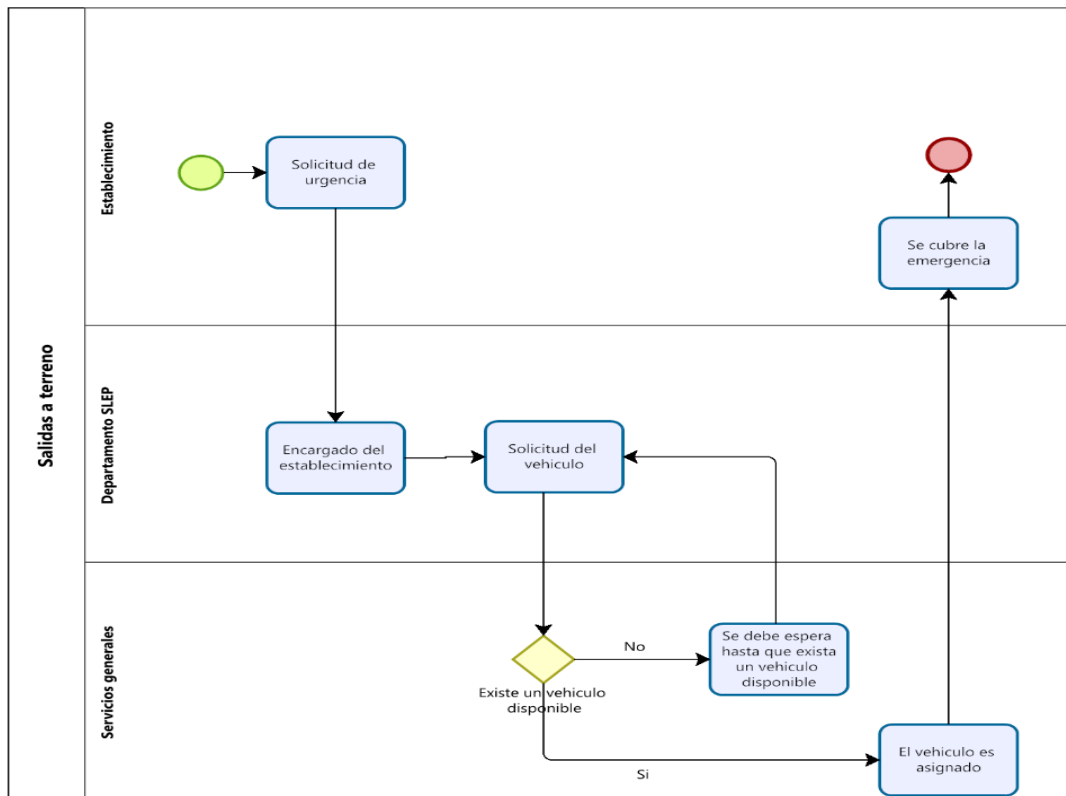 Salidas a terreno
Establecimiento
Solicitud de
urgencia
Se cubre la
emergencia
Departamento SLEP
Encargado del
establecimiento
Solicitud del
vehiculo
Servicios generales
Existe un vehiculo
disponible
No
Se debe espera
hasta que exista
un vehiculo
disponible
Si
El vehiculo es
asignado